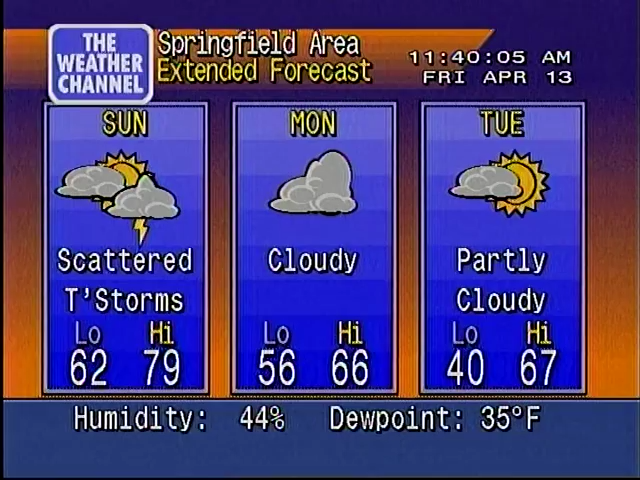 THE
WEATHER
CHANNEL
Springfield Area
Extended Forecast
11:40:05 AM
FRI APR 13
SUN
Scattered
T'Storms
Lo Hi
62 79
MON
Cloudy
Lo Hi
56 66
TUE
Partly
Cloudy
Lo Hi
40 67
Humidity: 44% Dewpoint: 35°F